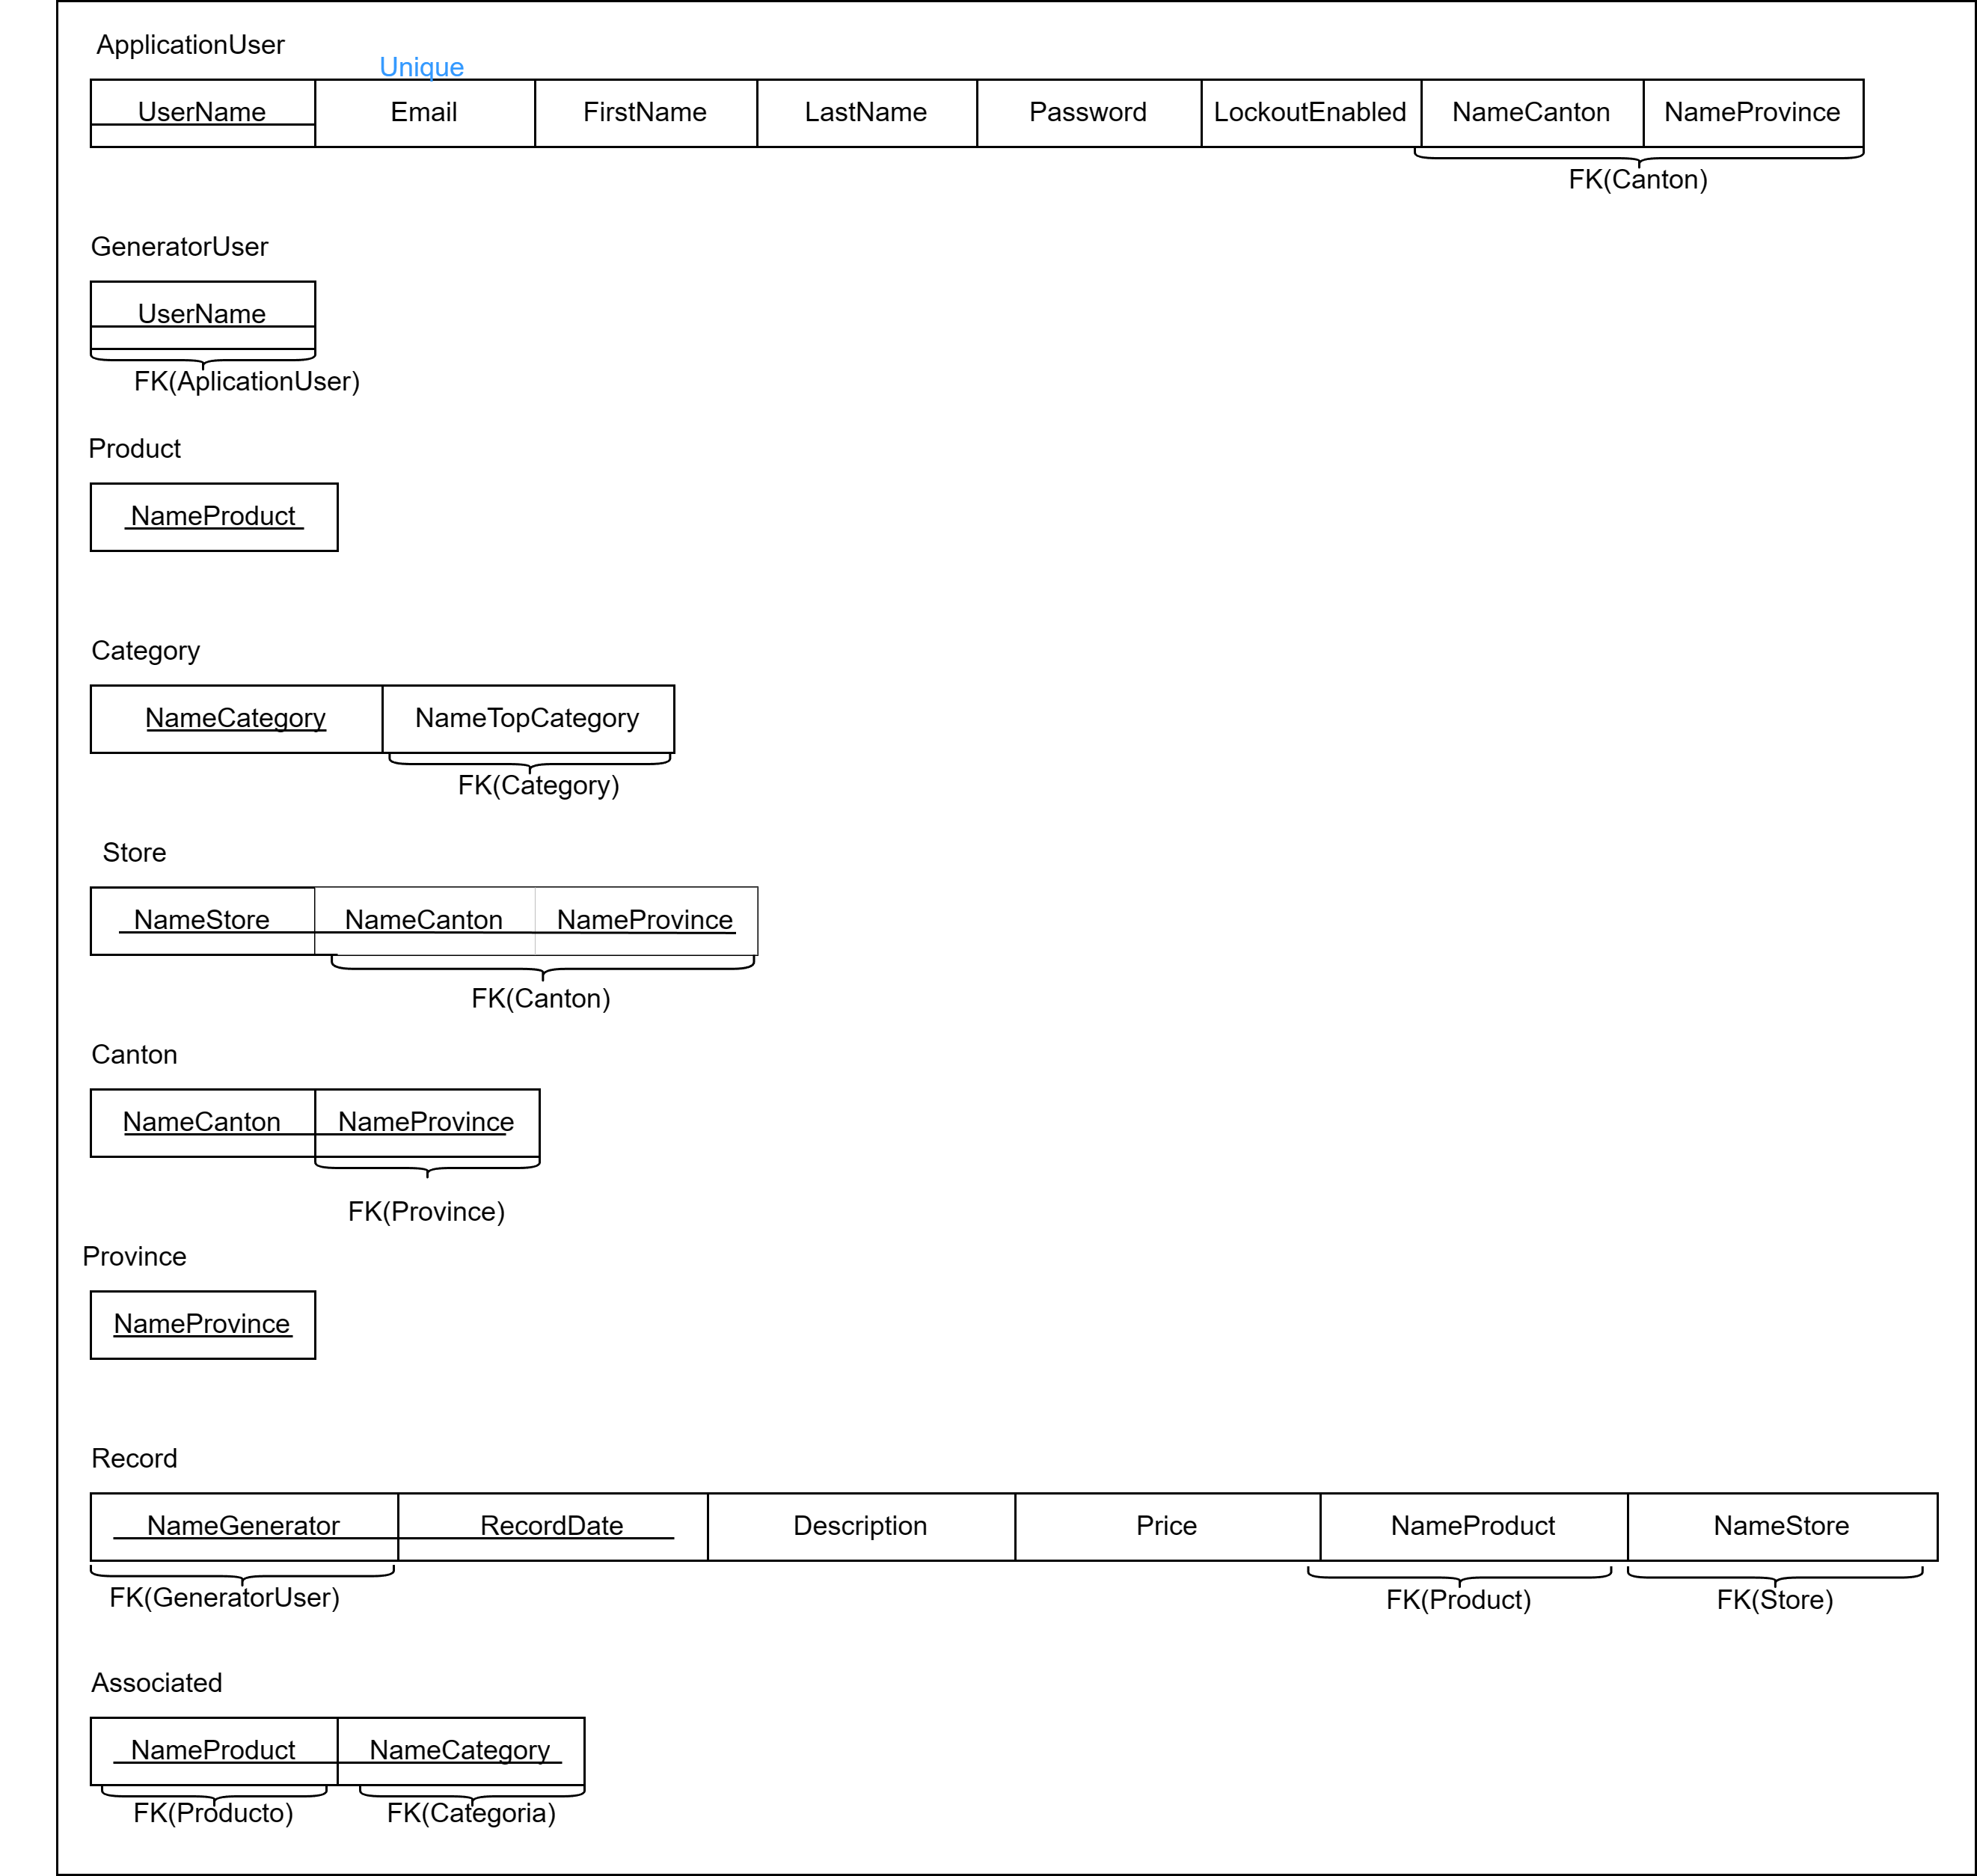 ApplicationUser
Unique
UserName Email FirstName LastName Password LockoutEnabled NameCanton NameProvince
FK(Canton)
GeneratorUser
UserName
FK(AplicationUser)
Product
NameProduct
Category
NameCategory NameTopCategory
FK(Category)
Store
NameStore NameCanton NameProvince
FK(Canton)
Canton
NameCanton NameProvince
FK(Province)
Province
NameProvince
Record
NameGenerator RecordDate Description Price NameProduct NameStore
FK(GeneratorUser) FK(Product) FK(Store)
Associated
NameProduct NameCategory
FK(Producto) FK(Categoria)